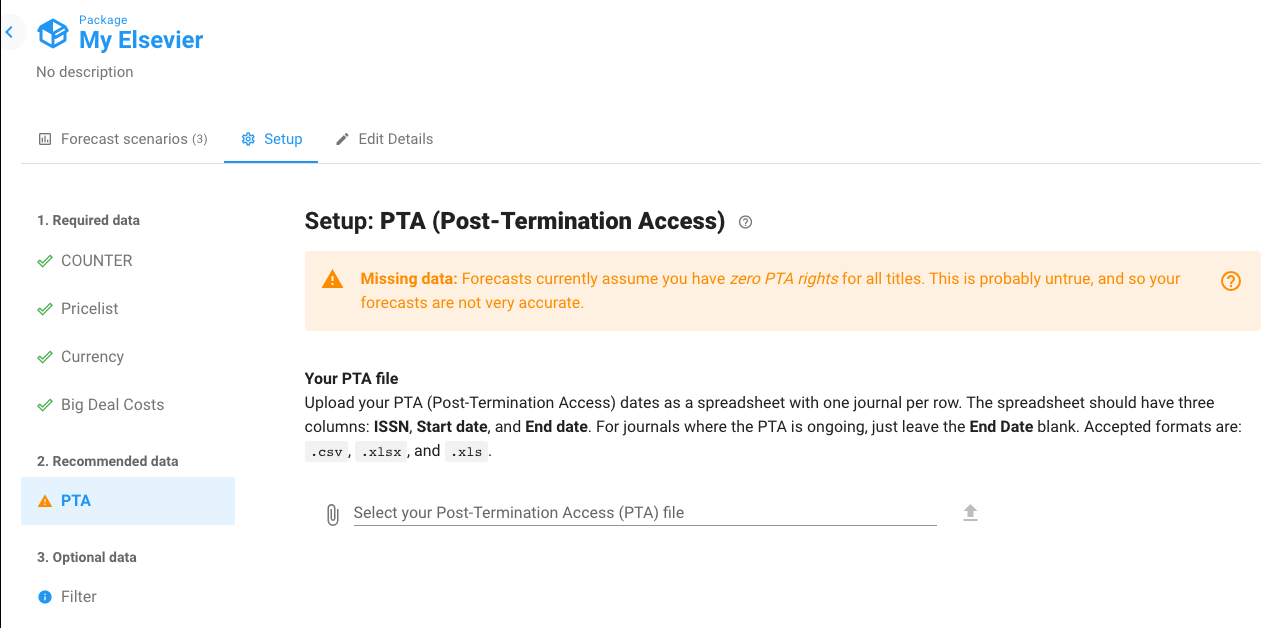 Package
My Elsevier
No description
Forecast scenarios (3)
Setup
Edit Details
1. Required data
COUNTER
Pricelist
Currency
Big Deal Costs
2. Recommended data
PTA
3. Optional data
Filter
Setup: PTA (Post-Termination Access)
Missing data: Forecasts currently assume you have zero PTA rights for all titles. This is probably untrue, and so your
forecasts are not very accurate.
Your PTA file
Upload your PTA (Post-Termination Access) dates as a spreadsheet with one journal per row. The spreadsheet should have three
columns: ISSN, Start date, and End date. For journals where the PTA is ongoing, just leave the End Date blank. Accepted formats are:
.csv, .xlsx, and .xls.
Select your Post-Termination Access (PTA) file